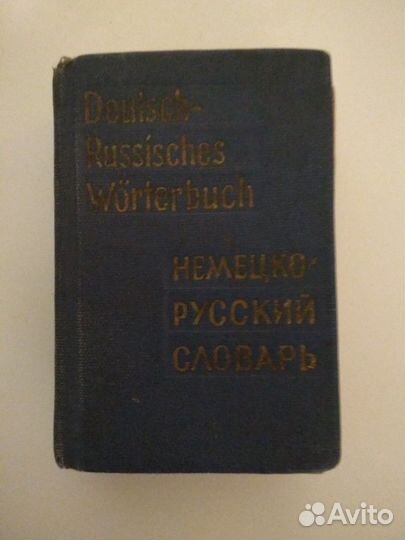 Deutsch-
Russisches
Wörterbuch
НЕМЕЦКО-
РУССКИЙ
СЛОВАРЬ
Avito